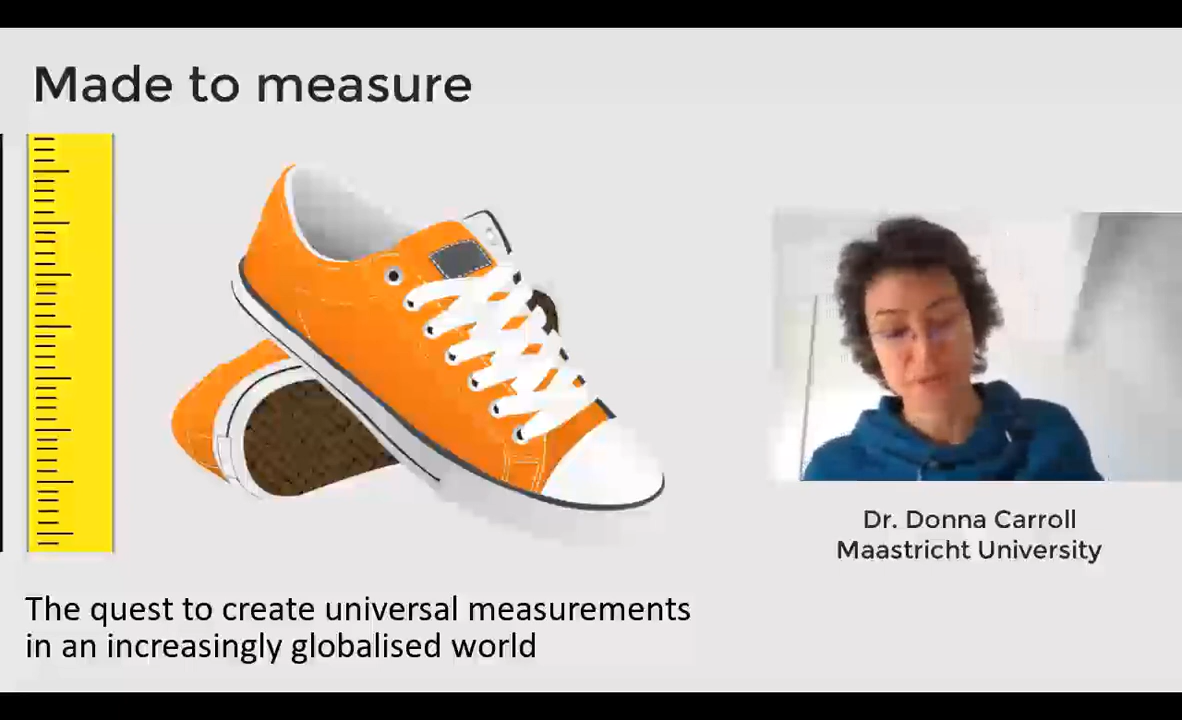 Made to measure
Dr. Donna Carroll
Maastricht University
The quest to create universal measurements
in an increasingly globalised world